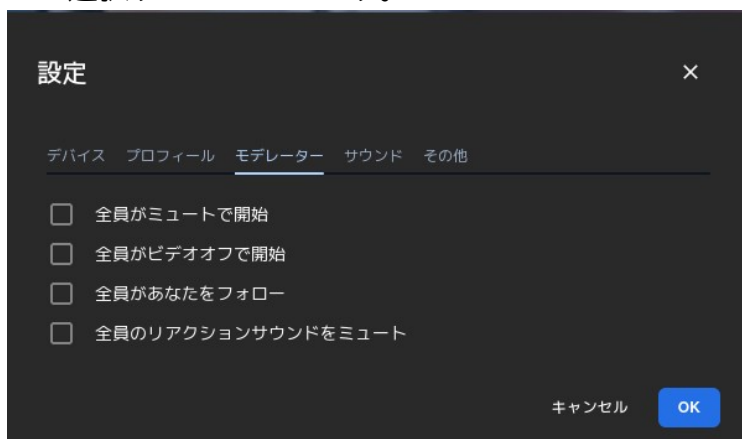 設定
デバイス プロフィール モデレーター サウンド その他
全員がミュートで開始
全員がビデオオフで開始
全員があなたをフォロー
全員のリアクションサウンドをミュート
キャンセル OK